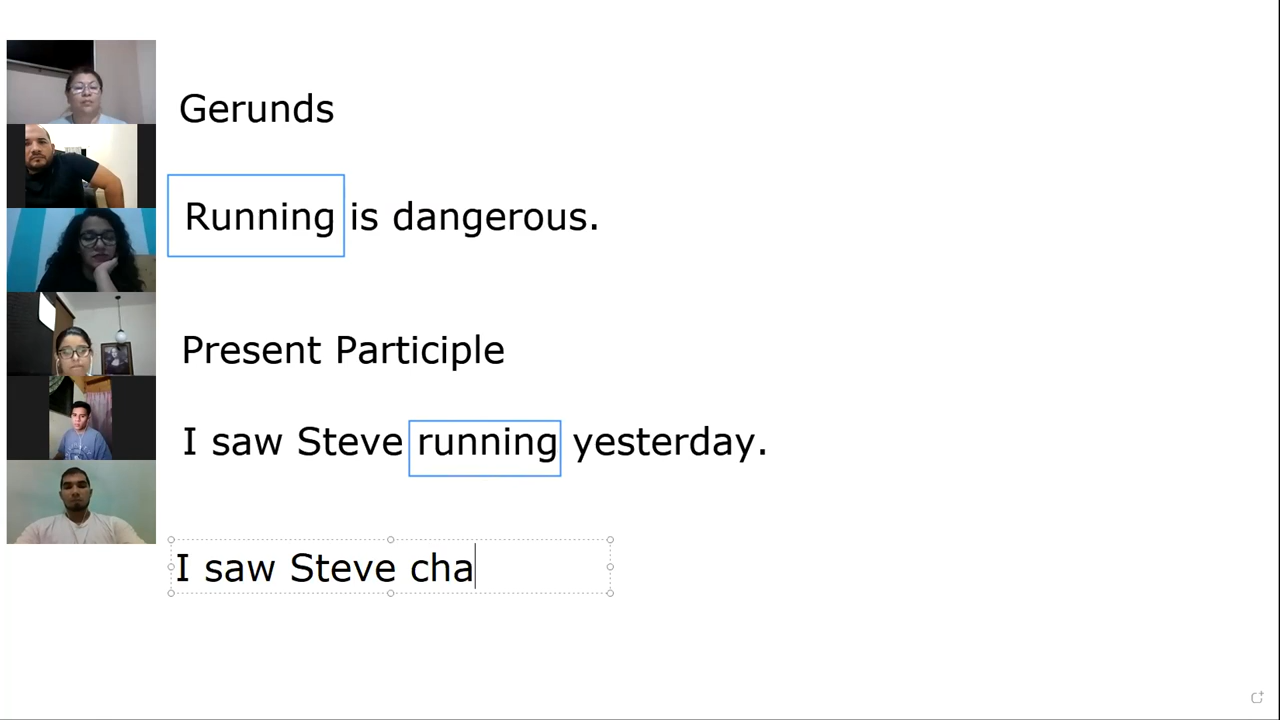 Gerunds
Running is dangerous.
Present Participle
I saw Steve running yesterday.
I saw Steve cha